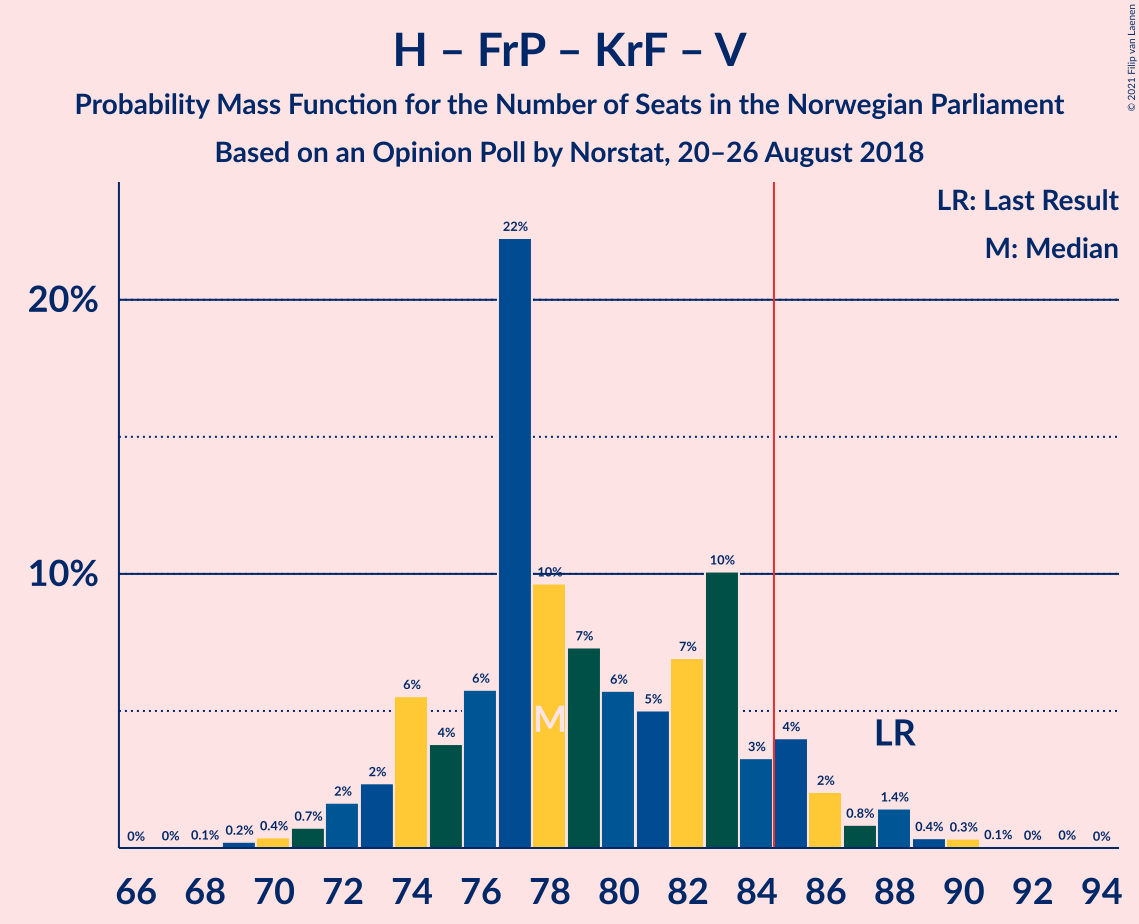 H – FrP – KrF – V
Probability Mass Function for the Number of Seats in the Norwegian Parliament
Based on an Opinion Poll by Norstat, 20–26 August 2018
© 2021 Filip van Laenen
LR: Last Result
M: Median
20%
10%
0% 0% 0.1% 0.2% 0.4% 0.7% 2% 2% 6% 4% 6% 22% 10% 7% 6% 5% 7% 10% 3% 4% 2% 0.8% 1.4% 0.4% 0.3% 0.1% 0% 0% 0%
M
LR
66 68 70 72 74 76 78 80 82 84 86 88 90 92 94